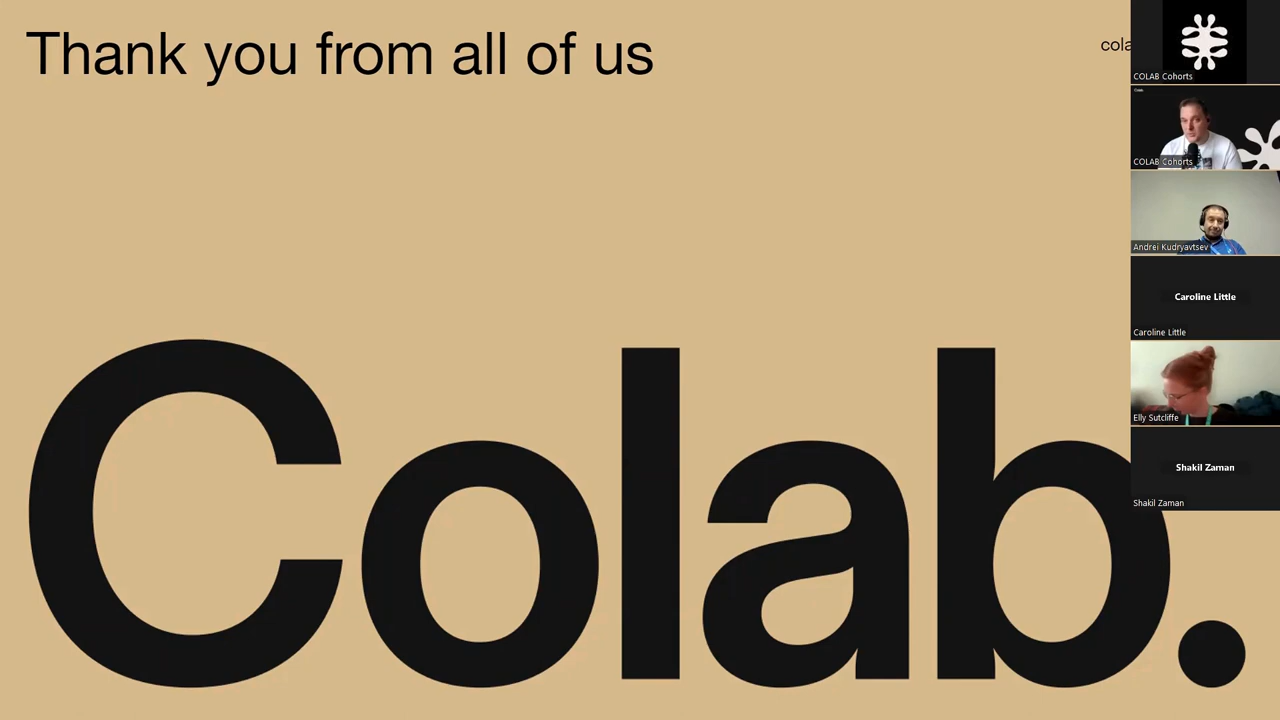 Thank you from all of us
cola
Colab.
COLAB Cohorts
COLAB Cohorts
Andrei Kudryavtsev
Caroline Little
Caroline Little
Elly Sutcliffe
Shakil Zaman
Shakil Zaman